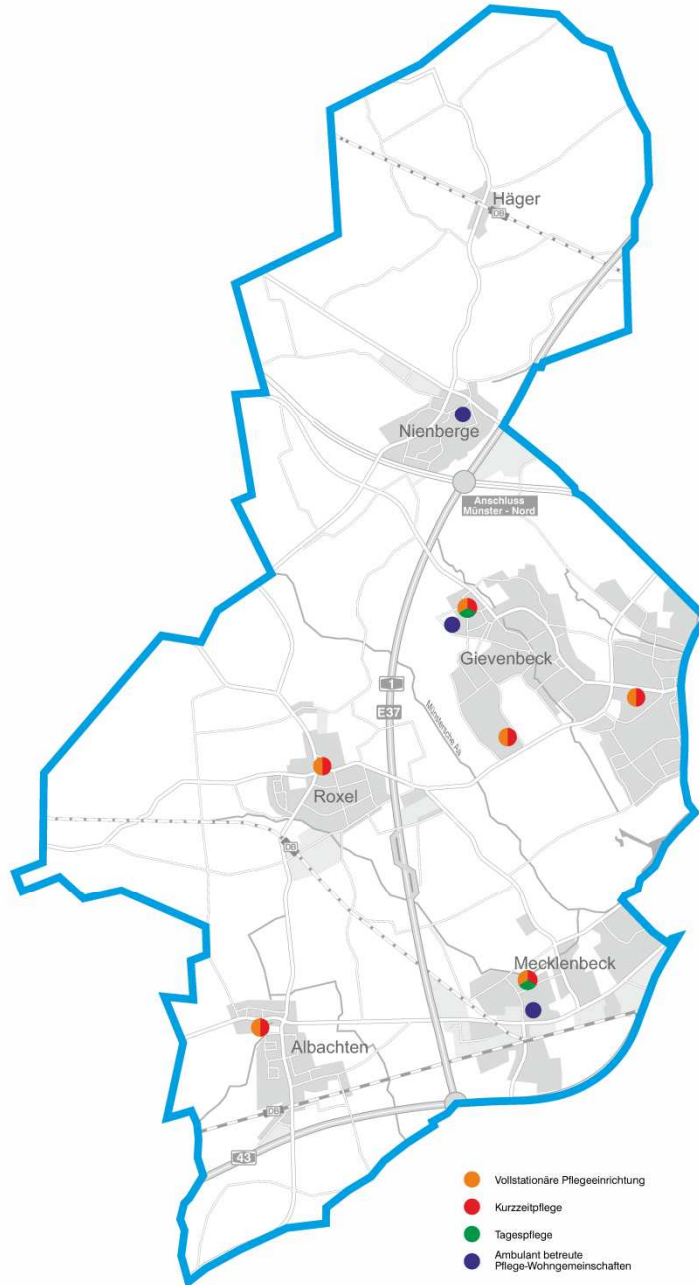 Häger
DB
Nienberge
Anschluss
Münster - Nord
Gievenbeck
1
E37
Münstersche Aa
Roxel
DB
Mecklenbeck
Albachten
DB
43
Vollstationäre Pflegeeinrichtung
Kurzzeitpflege
Tagespflege
Ambulant betreute
Pflege-Wohngemeinschaften